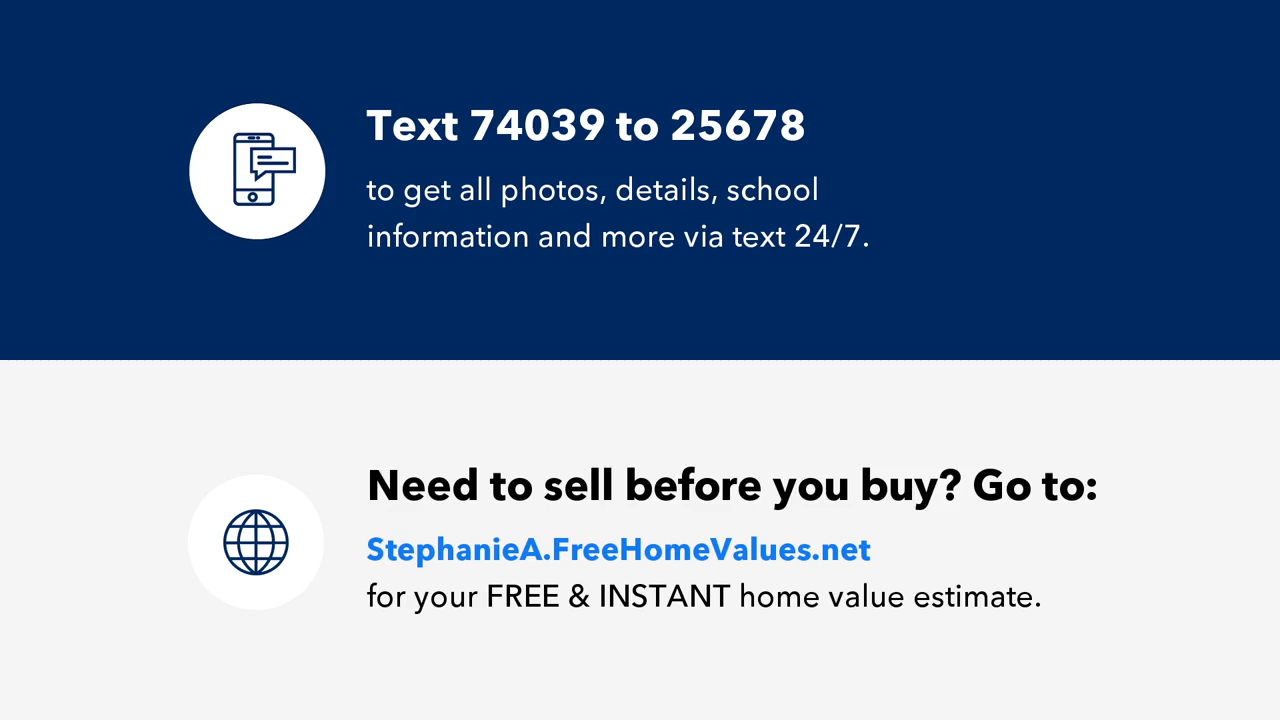 Text 74039 to 25678
to get all photos, details, school
information and more via text 24/7.
Need to sell before you buy? Go to:
StephanieA.FreeHomeValues.net
for your FREE & INSTANT home value estimate.